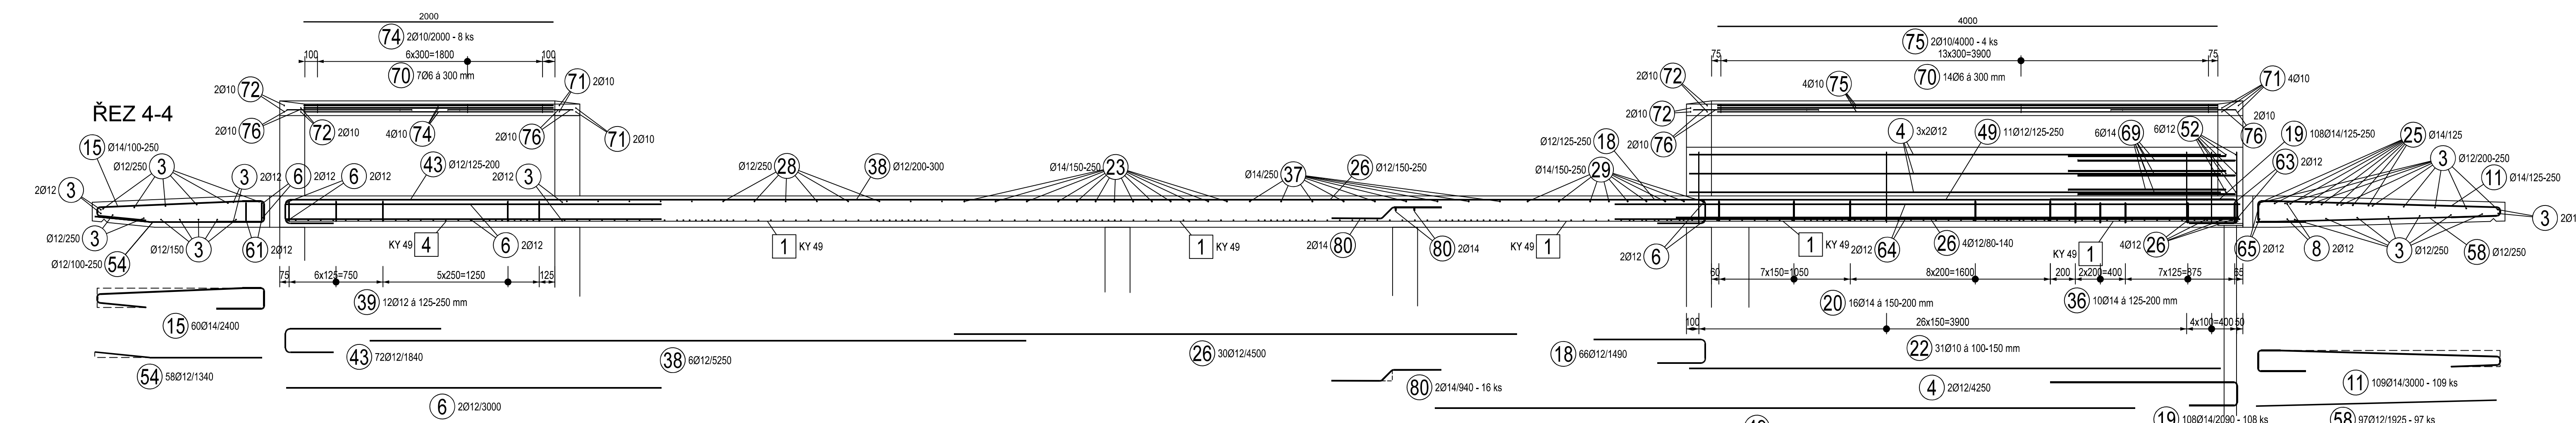 2000
74 2Ø10/2000 - 8 ks
100 6x300=1800 100
70 7Ø6 á 300 mm
4000
75 2Ø10/4000 - 4 ks
75 13x300=3900 75
70 14Ø6 á 300 mm
ŘEZ 4-4
2Ø10 72
71 2Ø10
2Ø10 76
72 2Ø10
4Ø10 74
2Ø10 76
71 2Ø10
2Ø10 72
4Ø10 75
71 4Ø10
2Ø10 72
2Ø10 76
2Ø10 76
15 Ø14/100-250
Ø12/250 3
3 2Ø12
6 2Ø12
6 2Ø12
43 Ø12/125-200
2Ø12 3
Ø12/250 28
38 Ø12/200-300
Ø14/150-250 23
Ø14/250 37
26 Ø12/150-250
Ø12/125-250 18
Ø14/150-250 29
4 3x2Ø12
49 11Ø12/125-250
6Ø14 69
6Ø12 52
19 108Ø14/125-250
63 2Ø12
25 Ø14/125
3 Ø12/200-250
11 Ø14/125-250
3 2Ø1
2Ø12 3
Ø12/250 3
Ø12/100-250 54
Ø12/150 3
61 2Ø12
KY 49 4
6 2Ø12
1 KY 49
1 KY 49
2Ø14 80
80 2Ø14
KY 49 1
2Ø12 6
1 KY 49
2Ø12 64
26 4Ø12/80-140
KY 49 1
4Ø12 26
65 2Ø12
8 2Ø12
3 Ø12/250
58 Ø12/250
75 6x125=750 5x250=1250 125
39 12Ø12 á 125-250 mm
60 7x150=1050 8x200=1600 200 2x200=400 7x125=875 65
20 16Ø14 á 150-200 mm
36 10Ø14 á 125-200 mm
100 26x150=3900 4x100=400 50
22 31Ø10 á 100-150 mm
15 60Ø14/2400
54 58Ø12/1340
43 72Ø12/1840
38 6Ø12/5250
26 30Ø12/4500
18 66Ø12/1490
6 2Ø12/3000
80 2Ø14/940 - 16 ks
4 2Ø12/4250
11 109Ø14/3000 - 109 ks
19 108Ø14/2090 - 108 ks
58 97Ø12/1925 - 97 ks